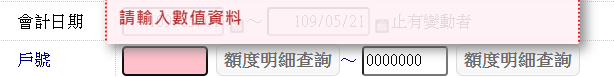 請輸入數值資料
會計日期 ～ 109/05/21 止有變動者
戶號 額度明細查詢 ～ 0000000 額度明細查詢